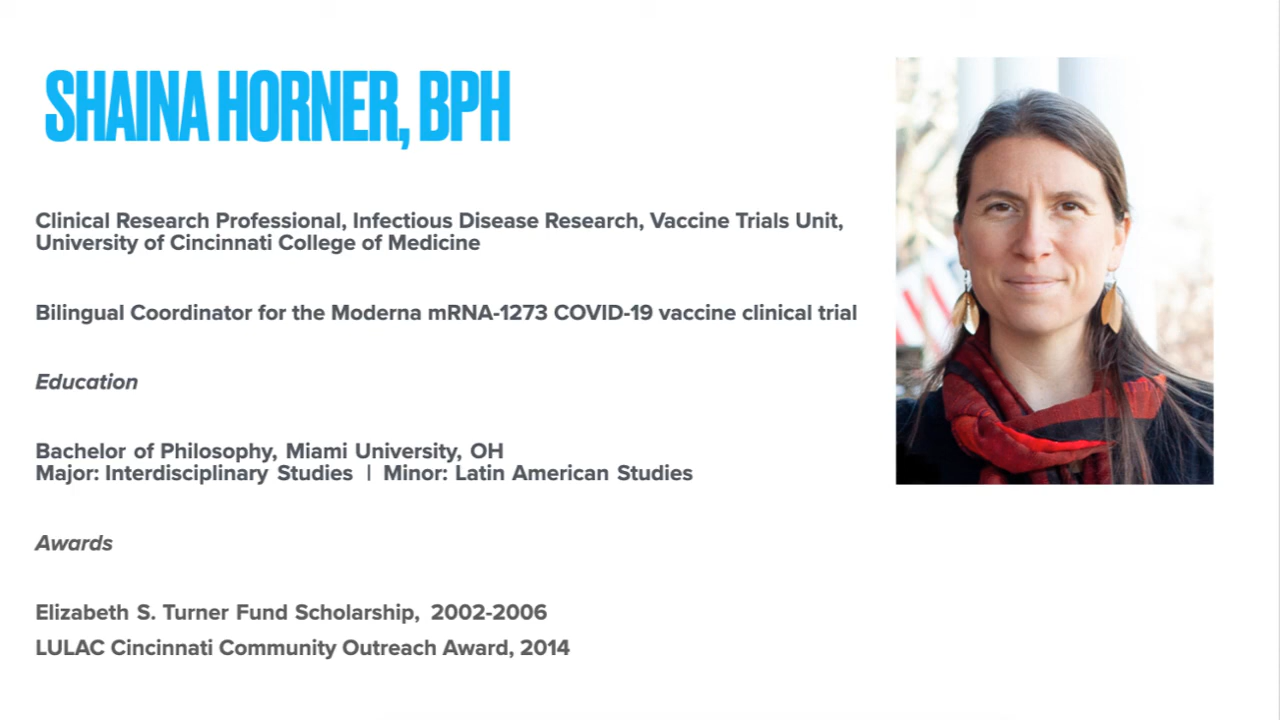 SHAINA HORNER, BPH
Clinical Research Professional, Infectious Disease Research, Vaccine Trials Unit,
University of Cincinnati College of Medicine
Bilingual Coordinator for the Moderna mRNA-1273 COVID-19 vaccine clinical trial
Education
Bachelor of Philosophy, Miami University, OH
Major: Interdisciplinary Studies | Minor: Latin American Studies
Awards
Elizabeth S. Turner Fund Scholarship, 2002-2006
LULAC Cincinnati Community Outreach Award, 2014